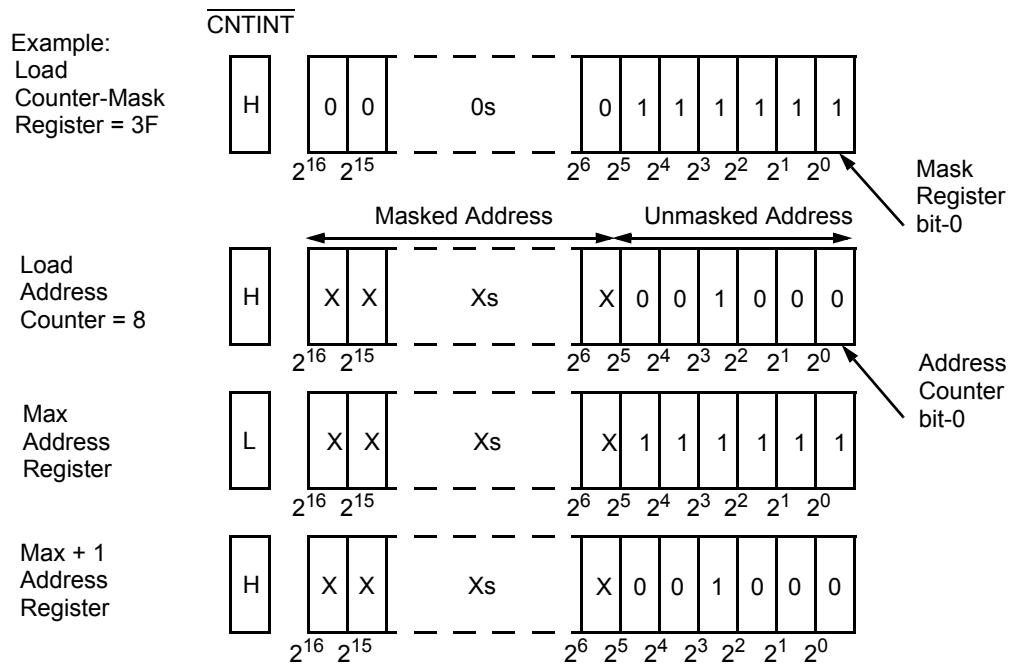 CNTINT
Example:
Load
Counter-Mask
Register = 3F
H 0 0 0s 0 1 1 1 1 1 1
2^16 2^15 2^6 2^5 2^4 2^3 2^2 2^1 2^0
Mask
Register
bit-0
Masked Address Unmasked Address
Load
Address
Counter = 8
H X X Xs X 0 0 1 0 0 0
2^16 2^15 2^6 2^5 2^4 2^3 2^2 2^1 2^0
Address
Counter
bit-0
Max
Address
Register
L X X Xs X 1 1 1 1 1 1
2^16 2^15 2^6 2^5 2^4 2^3 2^2 2^1 2^0
Max + 1
Address
Register
H X X Xs X 0 0 1 0 0 0
2^16 2^15 2^6 2^5 2^4 2^3 2^2 2^1 2^0